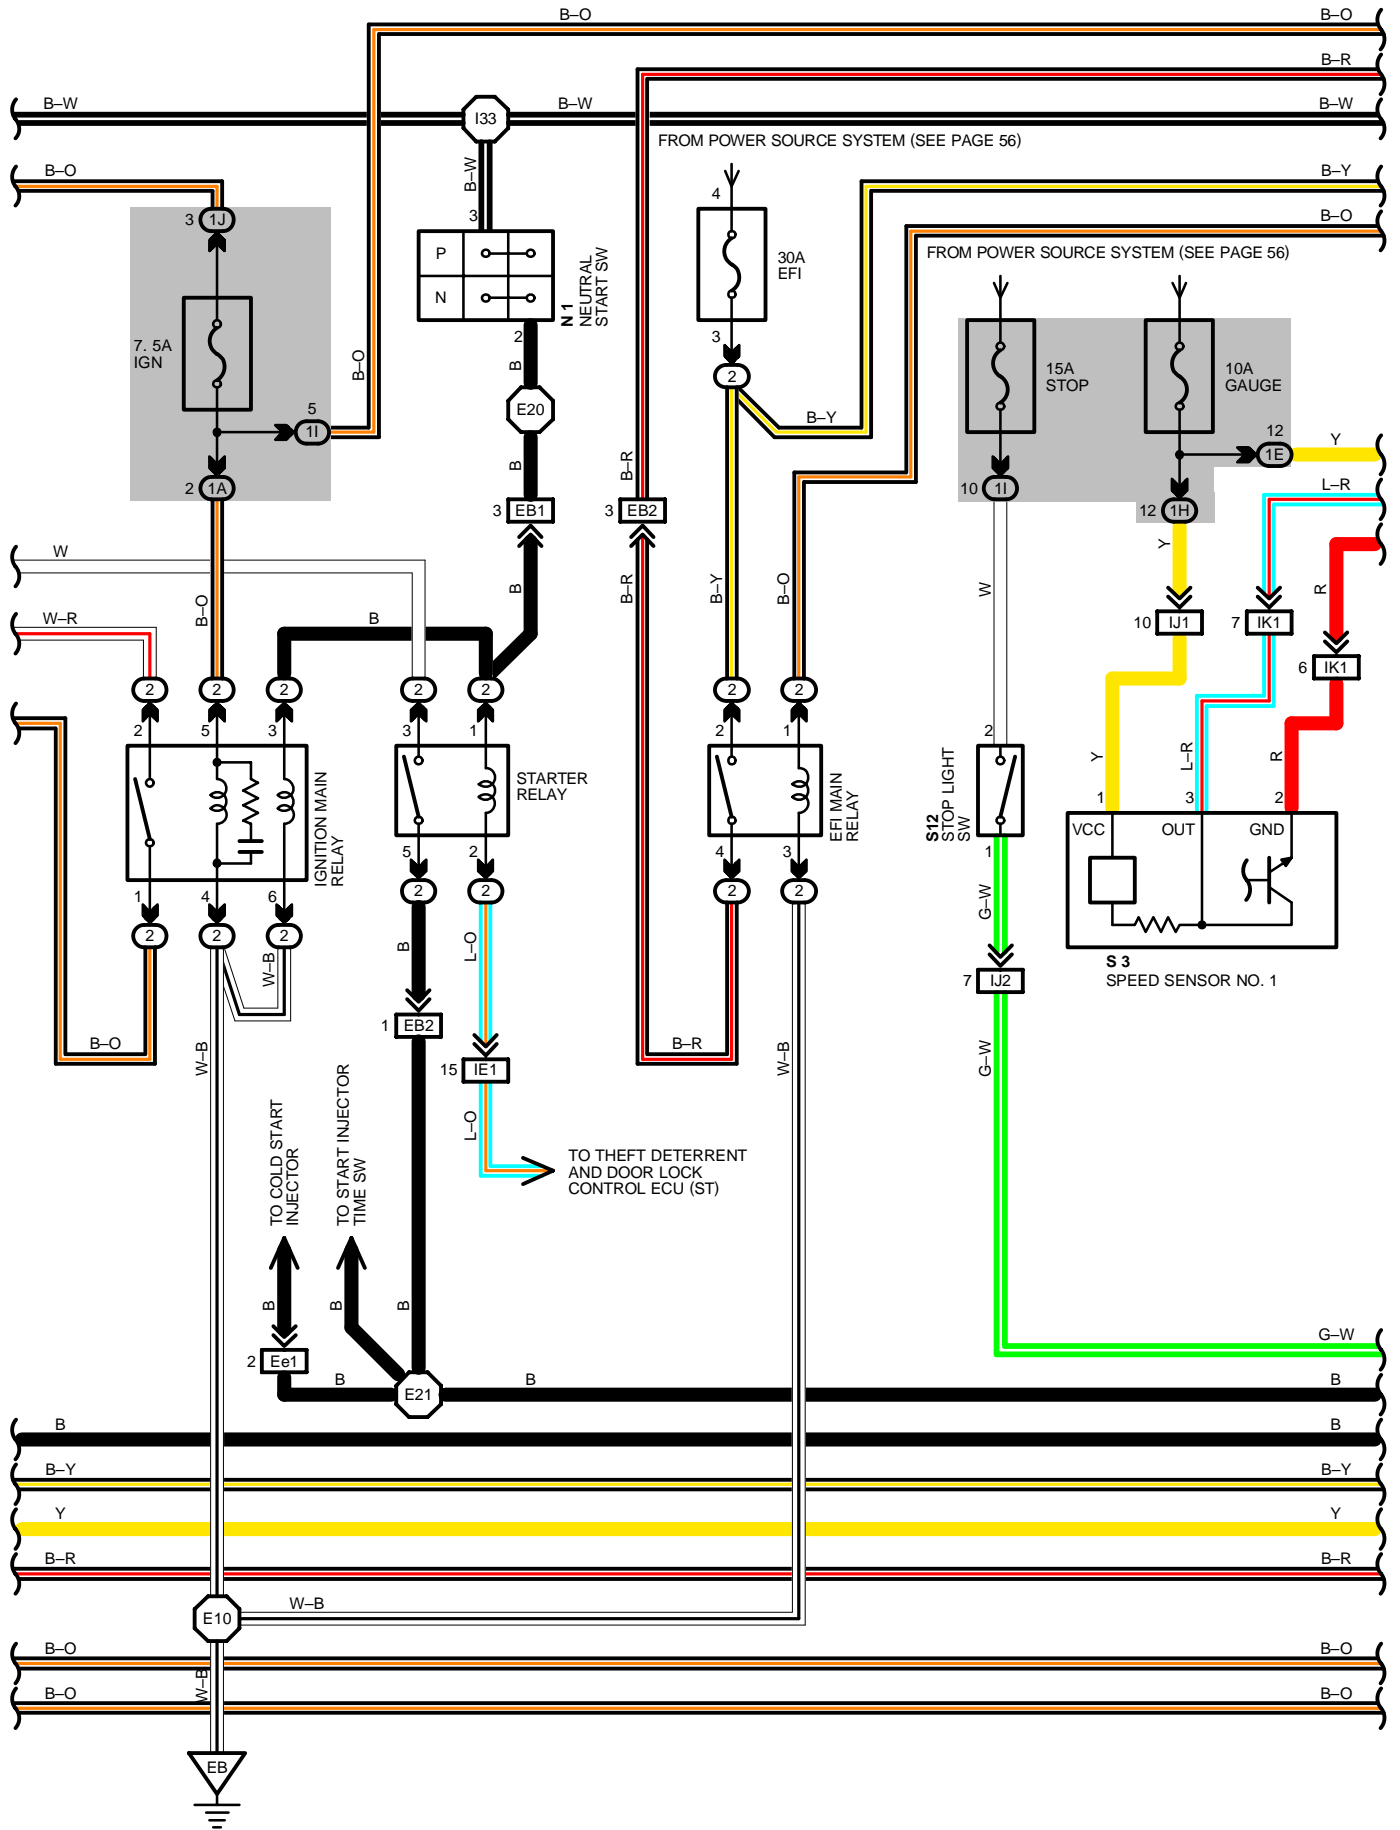 B–O
B–O
B–R
B–W
I33
B–W
B–W
FROM POWER SOURCE SYSTEM (SEE PAGE 56)
B–O
B–W
4
B–Y
3
1J
3
B–O
P
N
N 1
NEUTRAL
START SW
30A
EFI
FROM POWER SOURCE SYSTEM (SEE PAGE 56)
7. 5A
IGN
B–O
2
B
3
2
15A
STOP
10A
GAUGE
5
1I
E20
B–Y
12
1E
Y
2
1A
B
B–R
10
1I
L–R
3
EB1
3
EB2
12
1H
W
B–O
B
B–R
B–Y
B–O
W
Y
R
W–R
B
10
IJ1
7
IK1
6
IK1
2
2
2
2
2
2
2
2
5
3
3
1
2
1
2
Y
L–R
R
IGNITION MAIN
RELAY
STARTER
RELAY
EFI MAIN
RELAY
S12
STOP LIGHT
SW
1
3
2
VCC
OUT
GND
1
4
6
5
2
4
3
1
2
2
2
2
2
2
2
W–B
B
L–O
G–W
S 3
SPEED SENSOR NO. 1
7
IJ2
B–O
W–B
1
EB2
B–R
W–B
G–W
15
IE1
L–O
TO COLD START
INJECTOR
TO START INJECTOR
TIME SW
TO THEFT DETERRENT
AND DOOR LOCK
CONTROL ECU (ST)
B
B
B
G–W
2
Ee1
B
E21
B
B
B
B
B–Y
B–Y
Y
Y
B–R
B–R
E10
W–B
B–O
B–O
W–B
B–O
B–O
EB